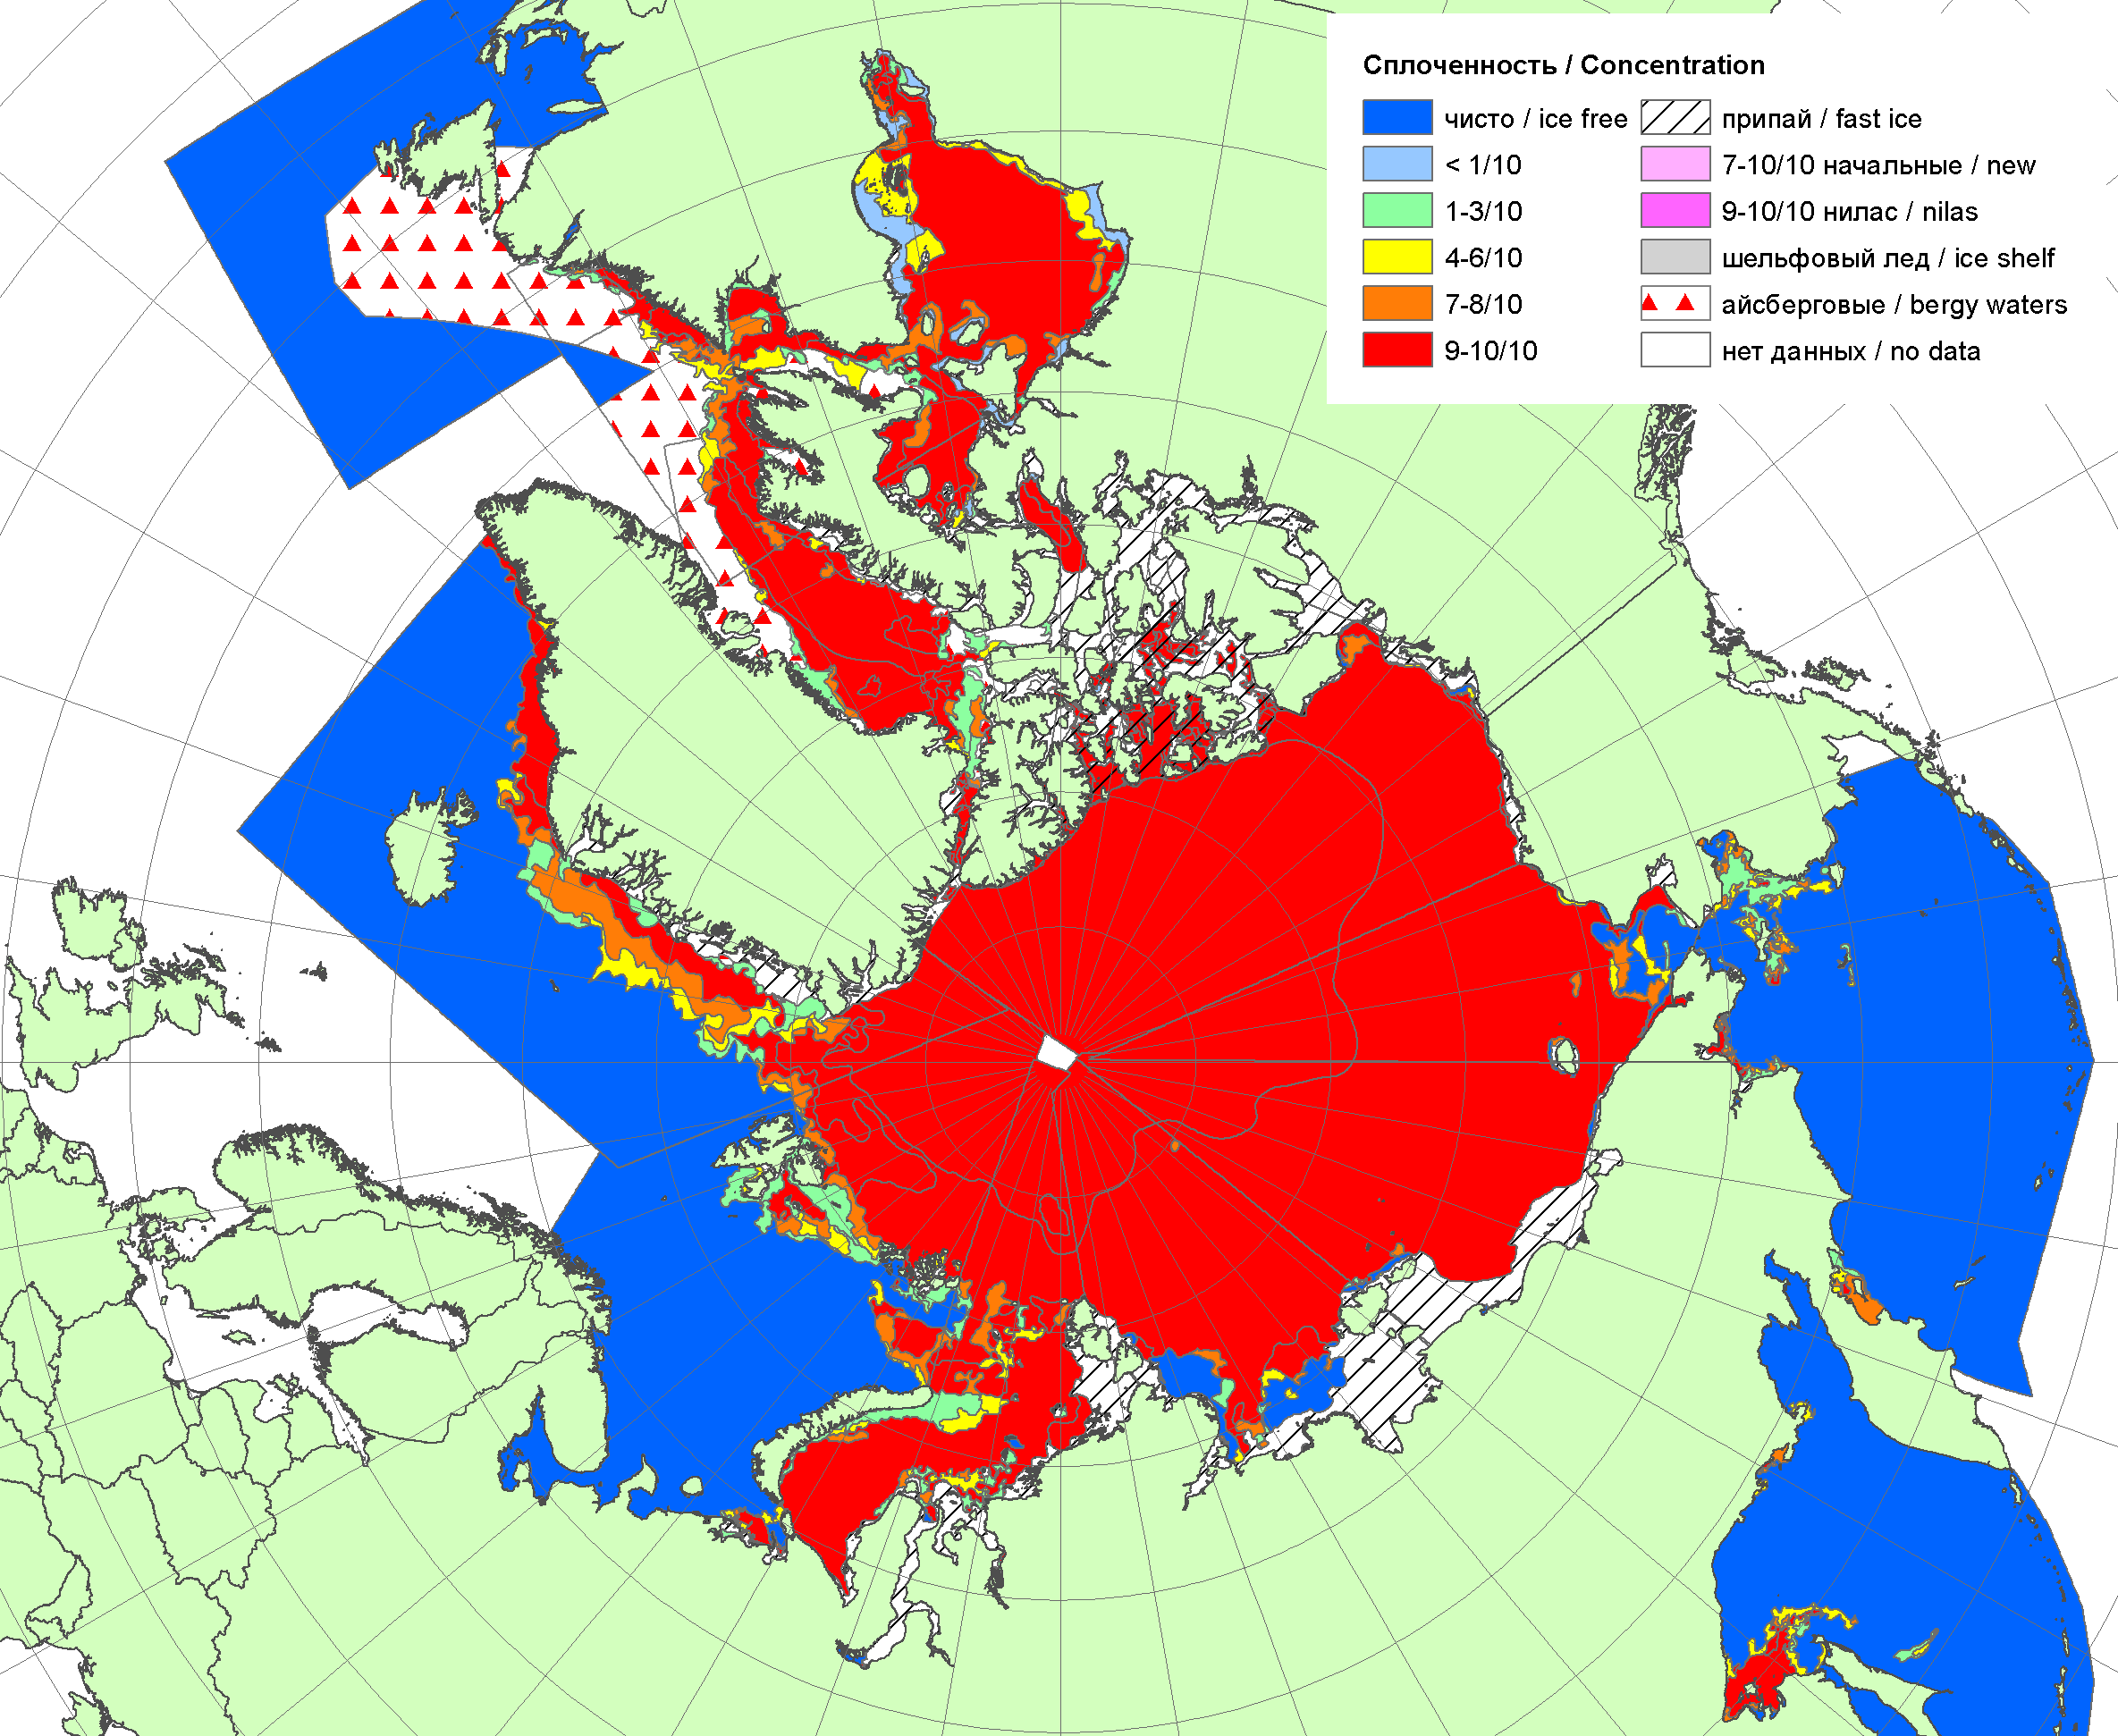 Сплоченность / Concentration
чисто / ice free
< 1/10
1-3/10
4-6/10
7-8/10
9-10/10
припай / fast ice
7-10/10 начальные / new
9-10/10 нилас / nilas
шельфовый лед / ice shelf
айсберговые / bergy waters
нет данных / no data